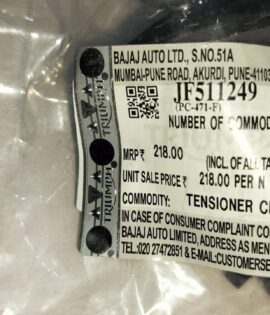 BAJAJ AUTO LTD., S.NO.51A
MUMBAI-PUNE ROAD, AKURDI, PUNE-41103
JF511249
(PC-471-F)
NUMBER OF COMMOD
MRP ₹ 218.00 (INCL OF ALL TA
UNIT SALE PRICE ₹ 218.00 PER N
COMMODITY: TENSIONER C
IN CASE OF CONSUMER COMPLAINT CO
BAJAJ AUTO LIMITED, ADDRESS AS MEN
TEL:020 27472851 & E-MAIL:CUSTOMERSE
TRIUMPH
TRIUMPH